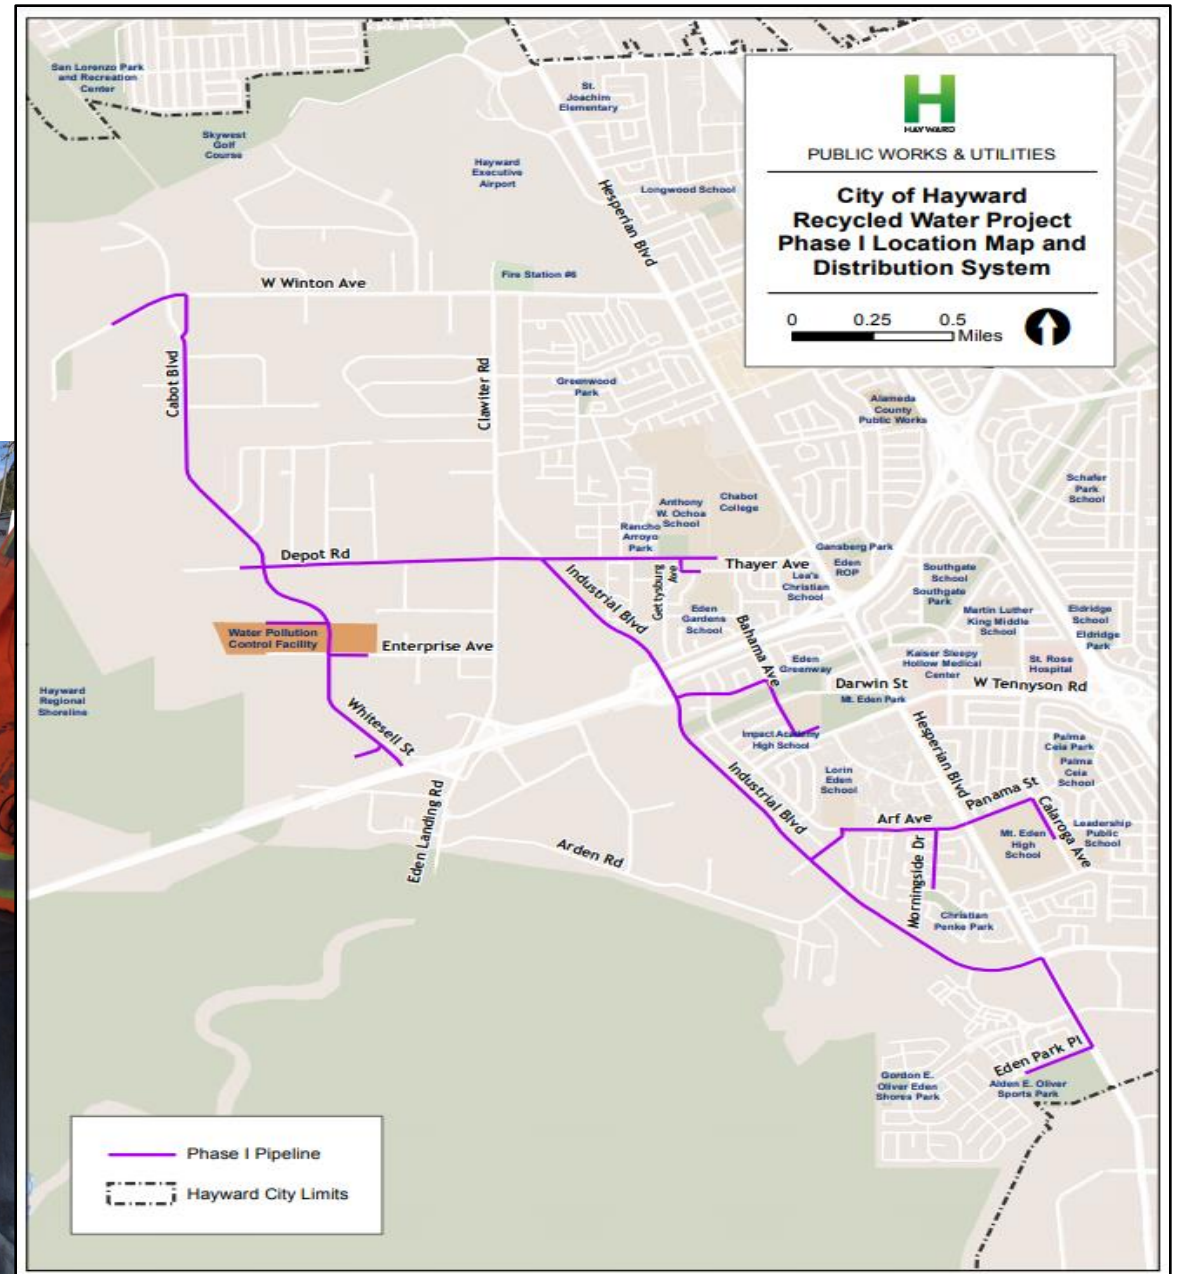 San Lorenzo Park
and Recreation
Center
Skywest
Golf
Course
St.
Joachim
Elementary
Hayward
Executive
Airport
Longwood School
Hesperian Blvd
HAYWARD
PUBLIC WORKS & UTILITIES
City of Hayward
Recycled Water Project
Phase I Location Map and
Distribution System
0 0.25 0.5
Miles
W Winton Ave
Fire Station #6
Cabot Blvd
Clawiter Rd
Greenwood
Park
Alameda
County
Public Works
Schafer
Park
School
Anthony
W. Ochoa
School
Chabot
College
Rancho
Arroyo
Park
Depot Rd
Thayer Ave
Gansberg Park
Eden
ROP
Lea's
Christian
School
Southgate
School
Southgate
Park
Industrial Blvd
Gettysburg
Ave
Eden
Gardens
School
Bahama Ave
Martin Luther
King Middle
School
Eldridge
School
Eldridge
Park
Water Pollution
Control Facility
Enterprise Ave
Eden
Greenway
Kaiser Sleepy
Hollow Medical
Center
St. Rose
Hospital
Darwin St
W Tennyson Rd
Mt. Eden Park
Hayward
Regional
Shoreline
Whitesell St
Impact Academy
High School
Hesperian Blvd
Palma
Ceia Park
Palma
Ceia
School
Lorin
Eden
School
Industrial Blvd
Panama St
Calaroga Ave
Arf Ave
Leadership
Public
School
Mt. Eden
High
School
Eden Landing Rd
Arden Rd
Morningside Dr
Christian
Penke Park
Eden Park Pl
Gordon E.
Oliver Eden
Shores Park
Alden E. Oliver
Sports Park
Phase I Pipeline
Hayward City Limits